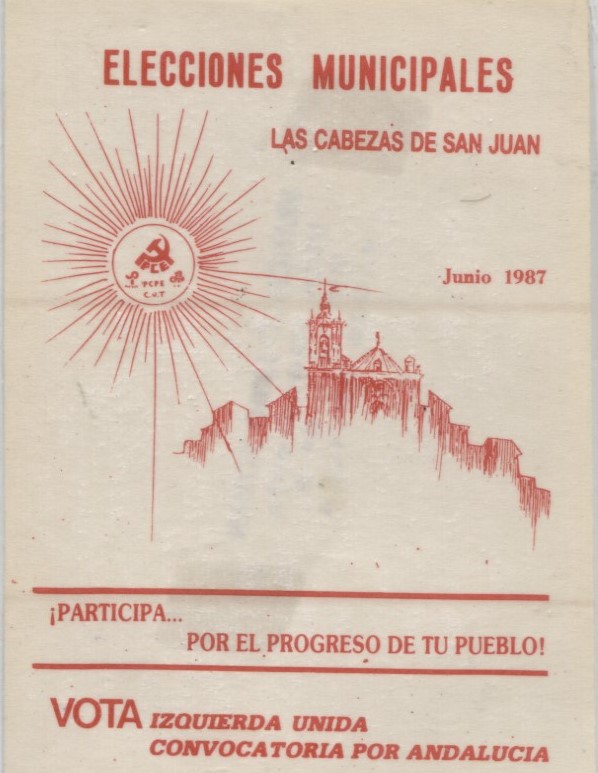 ELECCIONES MUNICIPALES
LAS CABEZAS DE SAN JUAN
Junio 1987
PCE
PCPE
C.U.T
¡PARTICIPA...
POR EL PROGRESO DE TU PUEBLO!
VOTA IZQUIERDA UNIDA
CONVOCATORIA POR ANDALUCIA